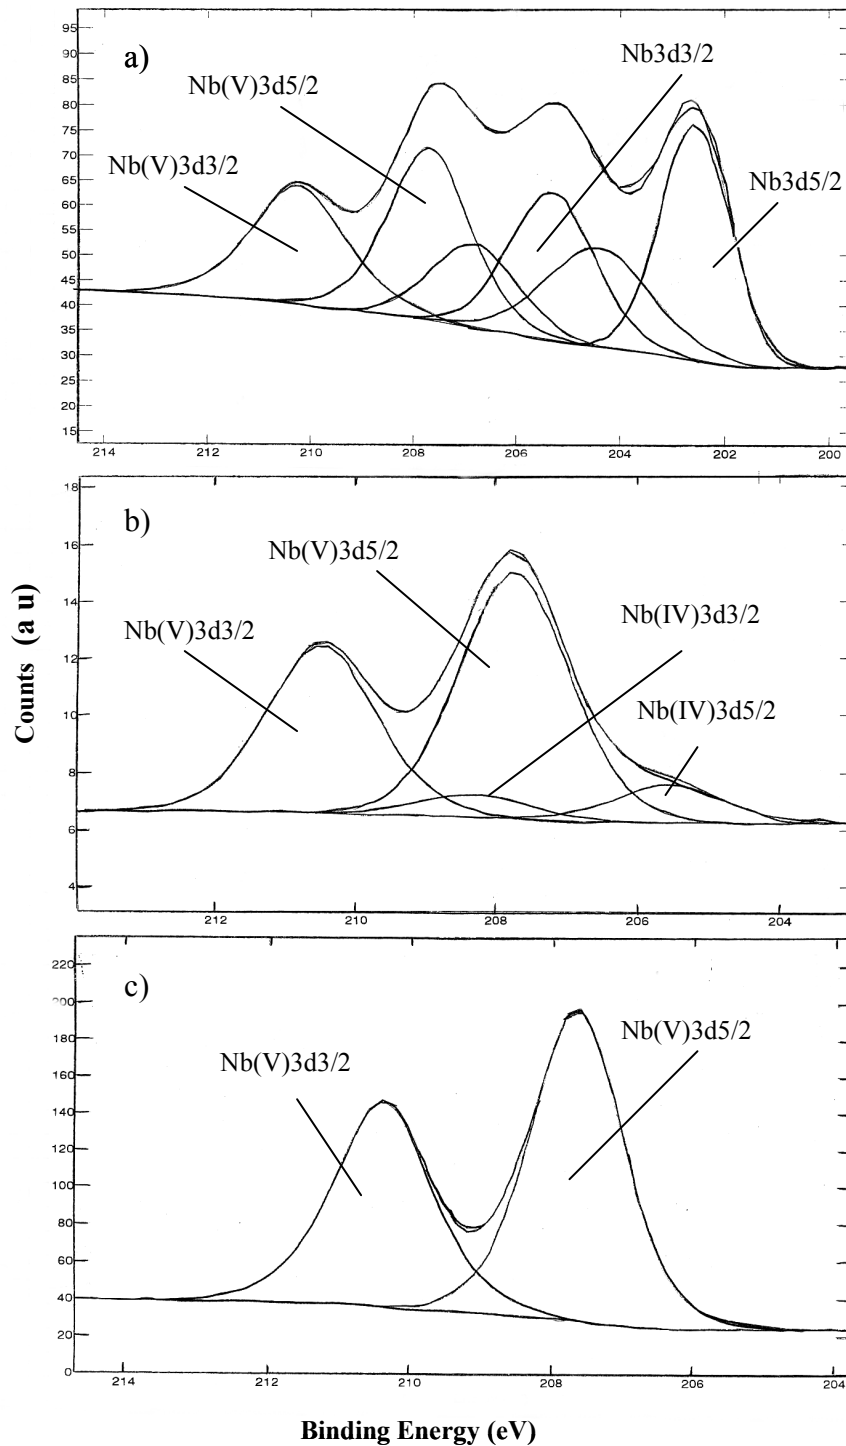 95
90
85
80
75
70
65
60
55
50
45
40
35
30
25
20
15
a)
Nb3d3/2
Nb(V)3d5/2
Nb(V)3d3/2
Nb3d5/2
214 212 210 208 206 204 202 200
18
16
14
12
10
8
6
4
b)
Nb(V)3d5/2
Nb(IV)3d3/2
Nb(V)3d3/2
Nb(IV)3d5/2
212 210 208 206 204
Counts (a u)
220
200
180
160
140
120
100
80
60
40
20
0
c)
Nb(V)3d5/2
Nb(V)3d3/2
214 212 210 208 206 204
Binding Energy (eV)